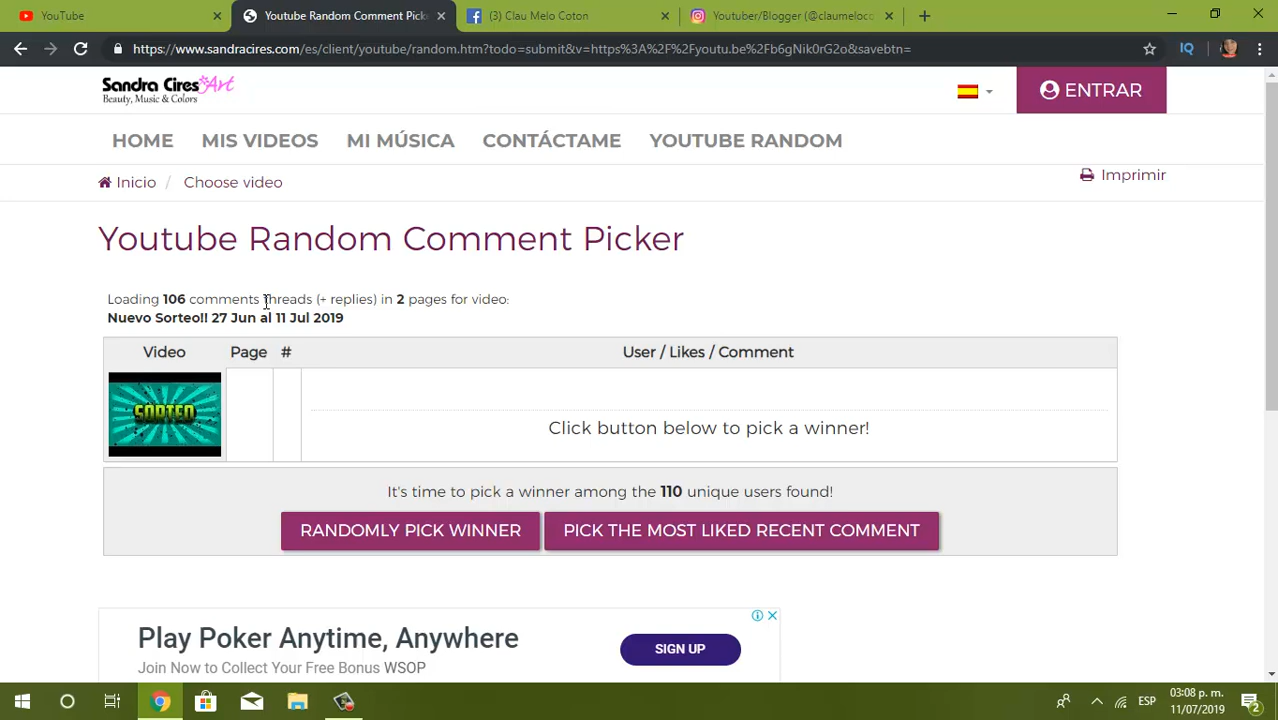 YouTube
Youtube Random Comment Pick
(3) Clau Melo Coton
Youtuber/Blogger (@claumeloco
https://www.sandracires.com/es/client/youtube/random.htm?todo=submit&v=https%3A%2F%2Fyoutu.be%2Fb6gNik0rG2o&savebtn=
IQ
Sandra Cires Art
Beauty, Music & Colors
ENTRAR
HOME MIS VIDEOS MI MÚSICA CONTÁCTAME YOUTUBE RANDOM
Inicio / Choose video
Imprimir
Youtube Random Comment Picker
Loading 106 comments threads (+ replies) in 2 pages for video:
Nuevo Sorteo!! 27 Jun al 11 Jul 2019
Video Page # User / Likes / Comment
SORTEO
Click button below to pick a winner!
It's time to pick a winner among the 110 unique users found!
RANDOMLY PICK WINNER PICK THE MOST LIKED RECENT COMMENT
Play Poker Anytime, Anywhere
Join Now to Collect Your Free Bonus WSOP
SIGN UP
ESP
03:08 p. m.
11/07/2019
2